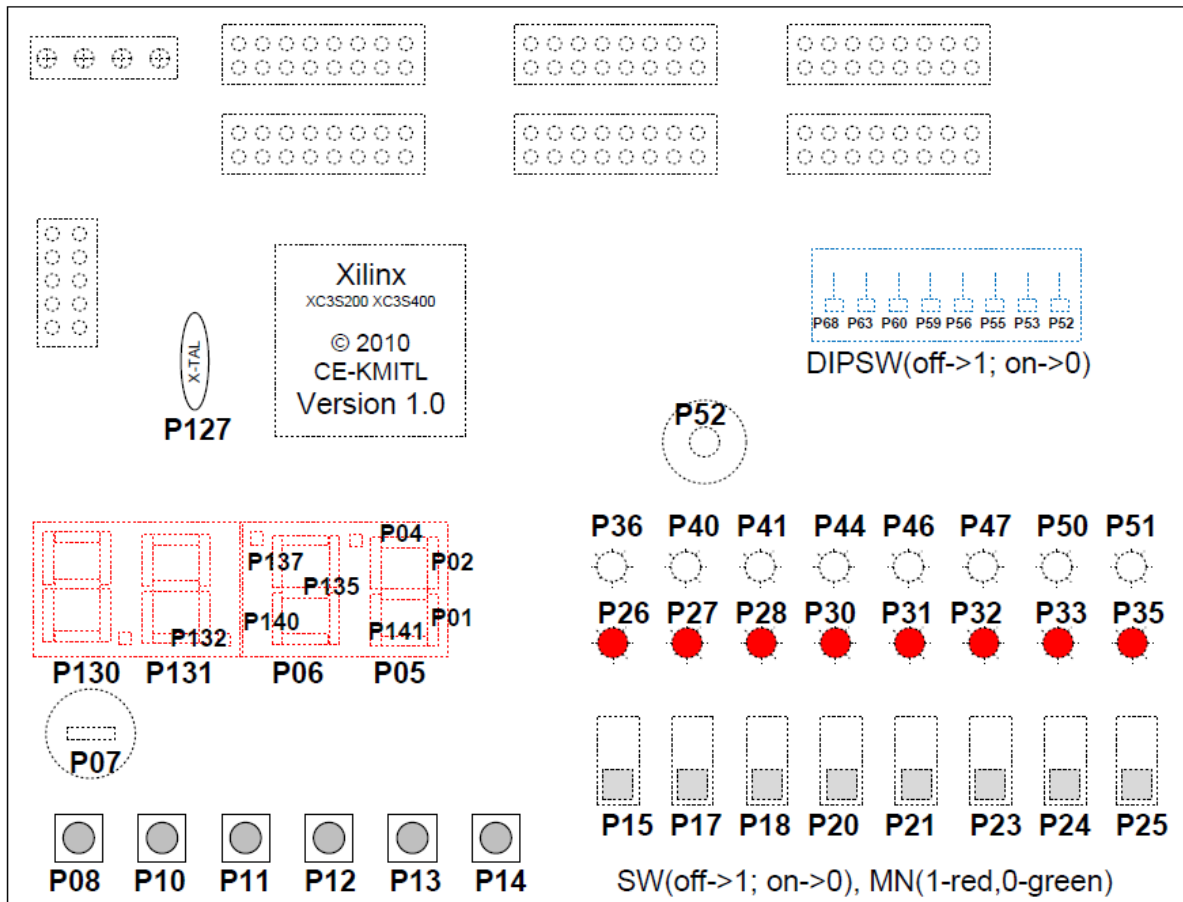 Xilinx
XC3S200 XC3S400
© 2010
CE-KMITL
Version 1.0
X-TAL
P127
P68 P63 P60 P59 P56 P55 P53 P52
DIPSW(off->1; on->0)
P52
P36 P40 P41 P44 P46 P47 P50 P51
P04
P137 P02
P135
P26 P27 P28 P30 P31 P32 P33 P35
P140 P01
P132 P141
P130 P131 P06 P05
P07
P15 P17 P18 P20 P21 P23 P24 P25
P08 P10 P11 P12 P13 P14
SW(off->1; on->0), MN(1-red,0-green)